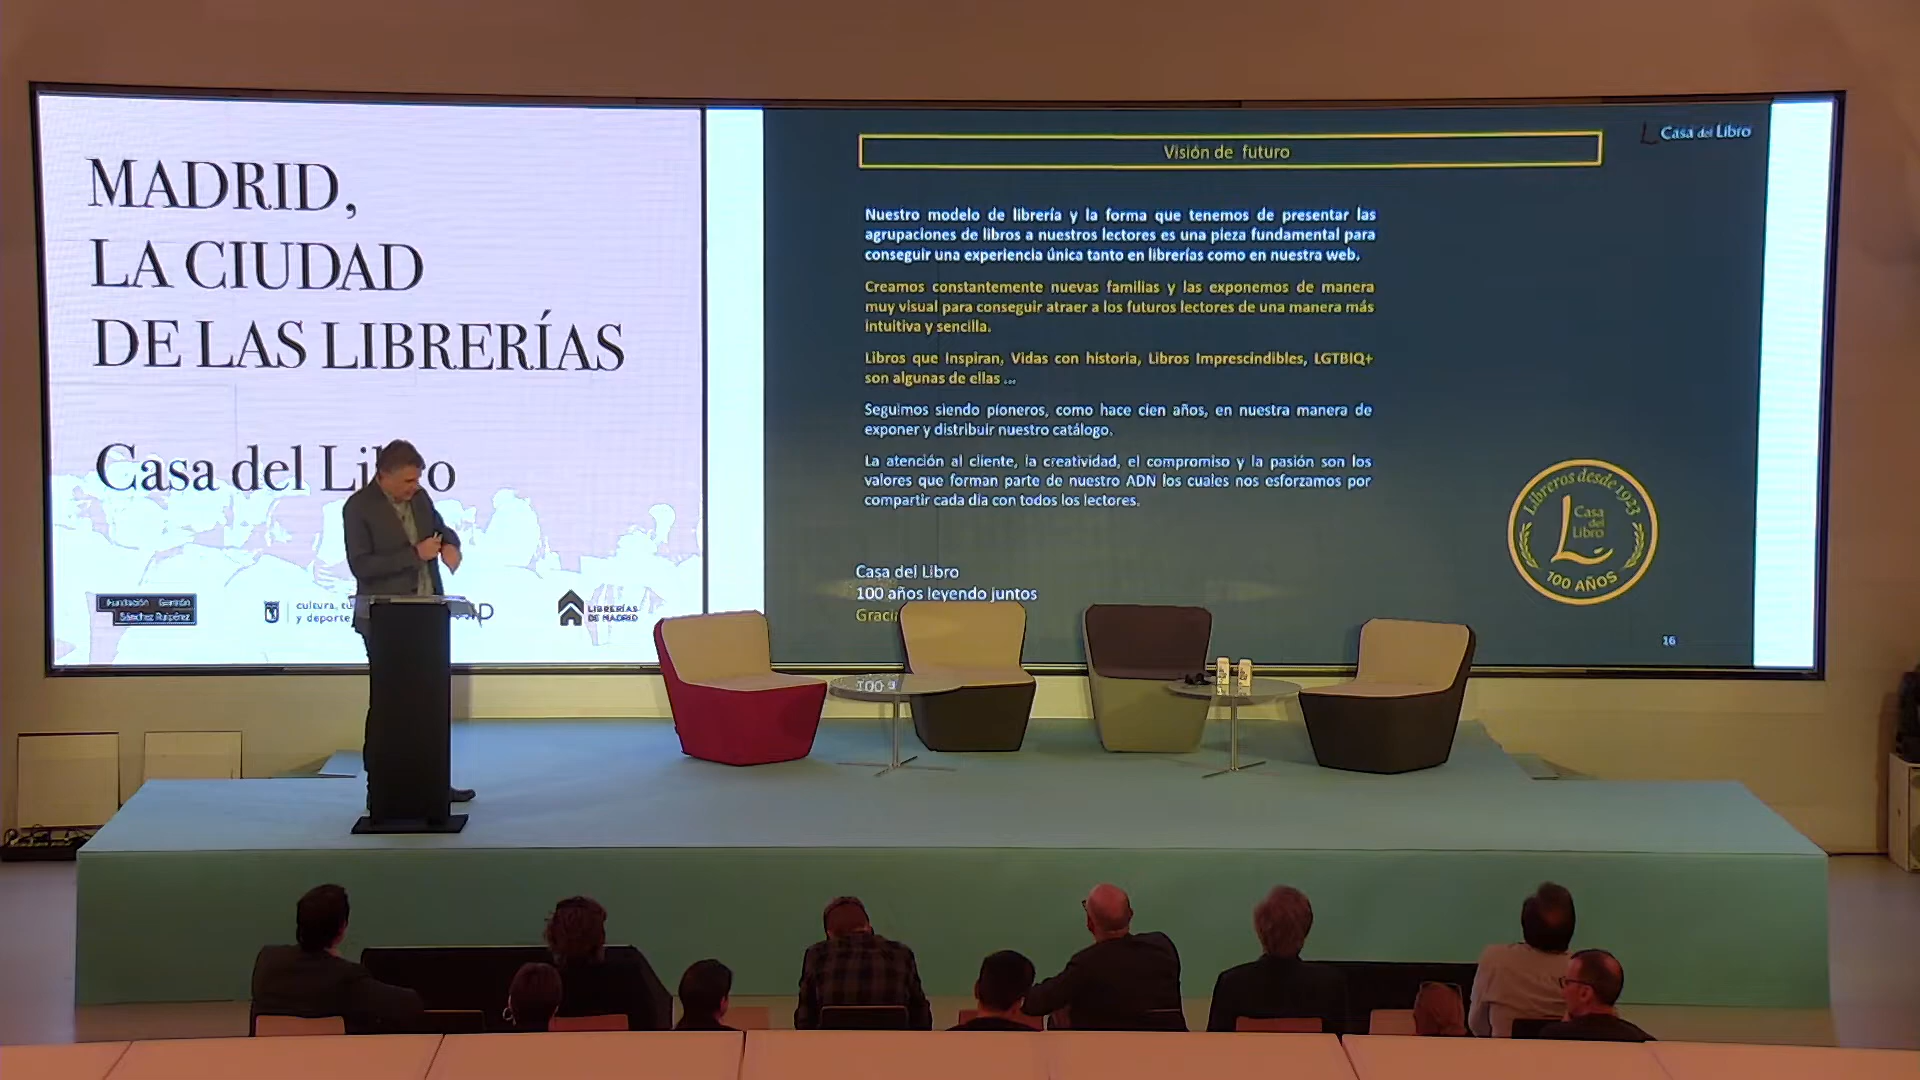 MADRID,
LA CIUDAD
DE LAS LIBRERÍAS
Casa del Li o
Fundación Germán
Sánchez Ruipérez
cultura, tu
y deporte
D
LIBRERÍAS
DE MADRID
Casa del Libro
Visión de futuro
Nuestro modelo de librería y la forma que tenemos de presentar las
agrupaciones de libros a nuestros lectores es una pieza fundamental para
conseguir una experiencia única tanto en librerías como en nuestra web.
Creamos constantemente nuevas familias y las exponemos de manera
muy visual para conseguir atraer a los futuros lectores de una manera más
intuitiva y sencilla.
Libros que Inspiran, Vidas con historia, Libros Imprescindibles, LGTBIQ+
son algunas de ellas ...
Seguimos siendo pioneros, como hace cien años, en nuestra manera de
exponer y distribuir nuestro catálogo.
La atención al cliente, la creatividad, el compromiso y la pasión son los
valores que forman parte de nuestro ADN los cuales nos esforzamos por
compartir cada día con todos los lectores.
Casa del Libro
100 años leyendo juntos
Graci
Libreros desde 1923
Casa
del
Libro
100 AÑOS
16